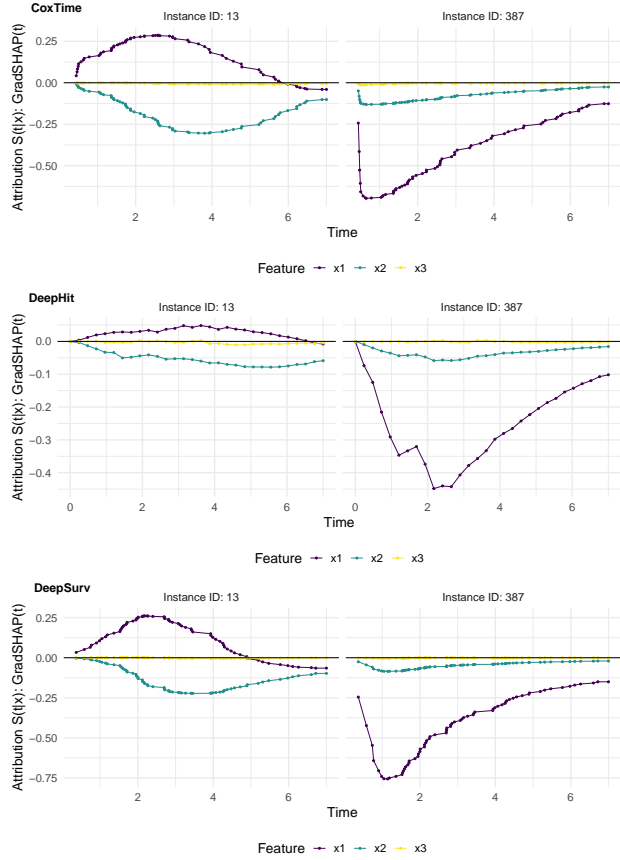 CoxTime
Instance ID: 13
Instance ID: 387
Attribution S(t|x): GradSHAP(t)
0.25
0.00
−0.25
−0.50
2
4
6
2
4
6
Time
Feature x1 x2 x3
DeepHit
Instance ID: 13
Instance ID: 387
Attribution S(t|x): GradSHAP(t)
0.0
−0.1
−0.2
−0.3
−0.4
0
2
4
6
0
2
4
6
Time
Feature x1 x2 x3
DeepSurv
Instance ID: 13
Instance ID: 387
Attribution S(t|x): GradSHAP(t)
0.25
0.00
−0.25
−0.50
−0.75
2
4
6
2
4
6
Time
Feature x1 x2 x3